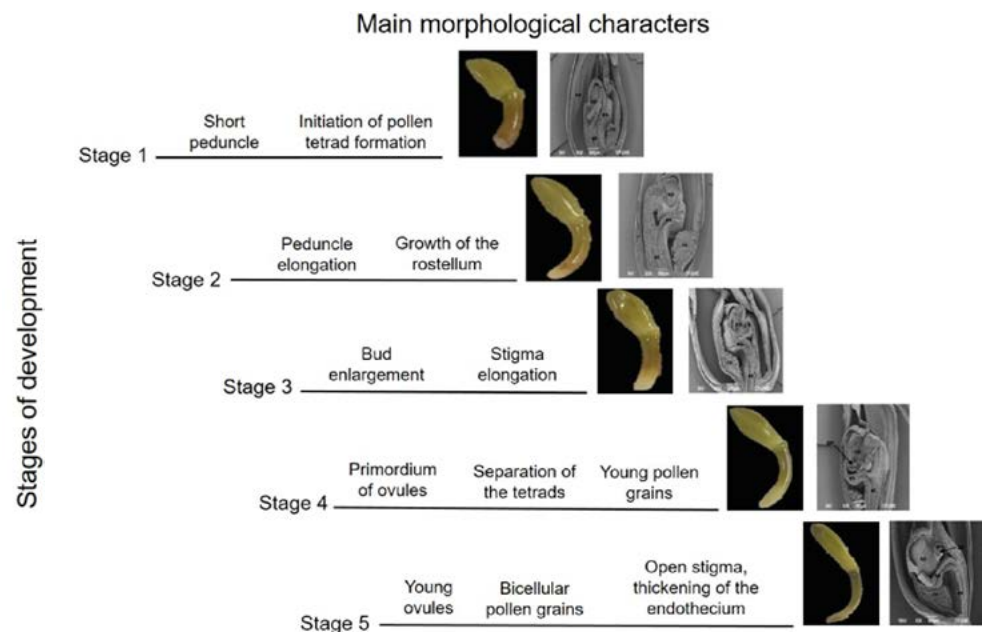 Main morphological characters
Stages of development
Short
peduncle
Initiation of pollen
tetrad formation
Stage 1
Peduncle
elongation
Growth of the
rostellum
Stage 2
Bud
enlargement
Stigma
elongation
Stage 3
Primordium
of ovules
Separation of
the tetrads
Young pollen
grains
Stage 4
Young
ovules
Bicellular
pollen grains
Open stigma,
thickening of the
endothecium
Stage 5